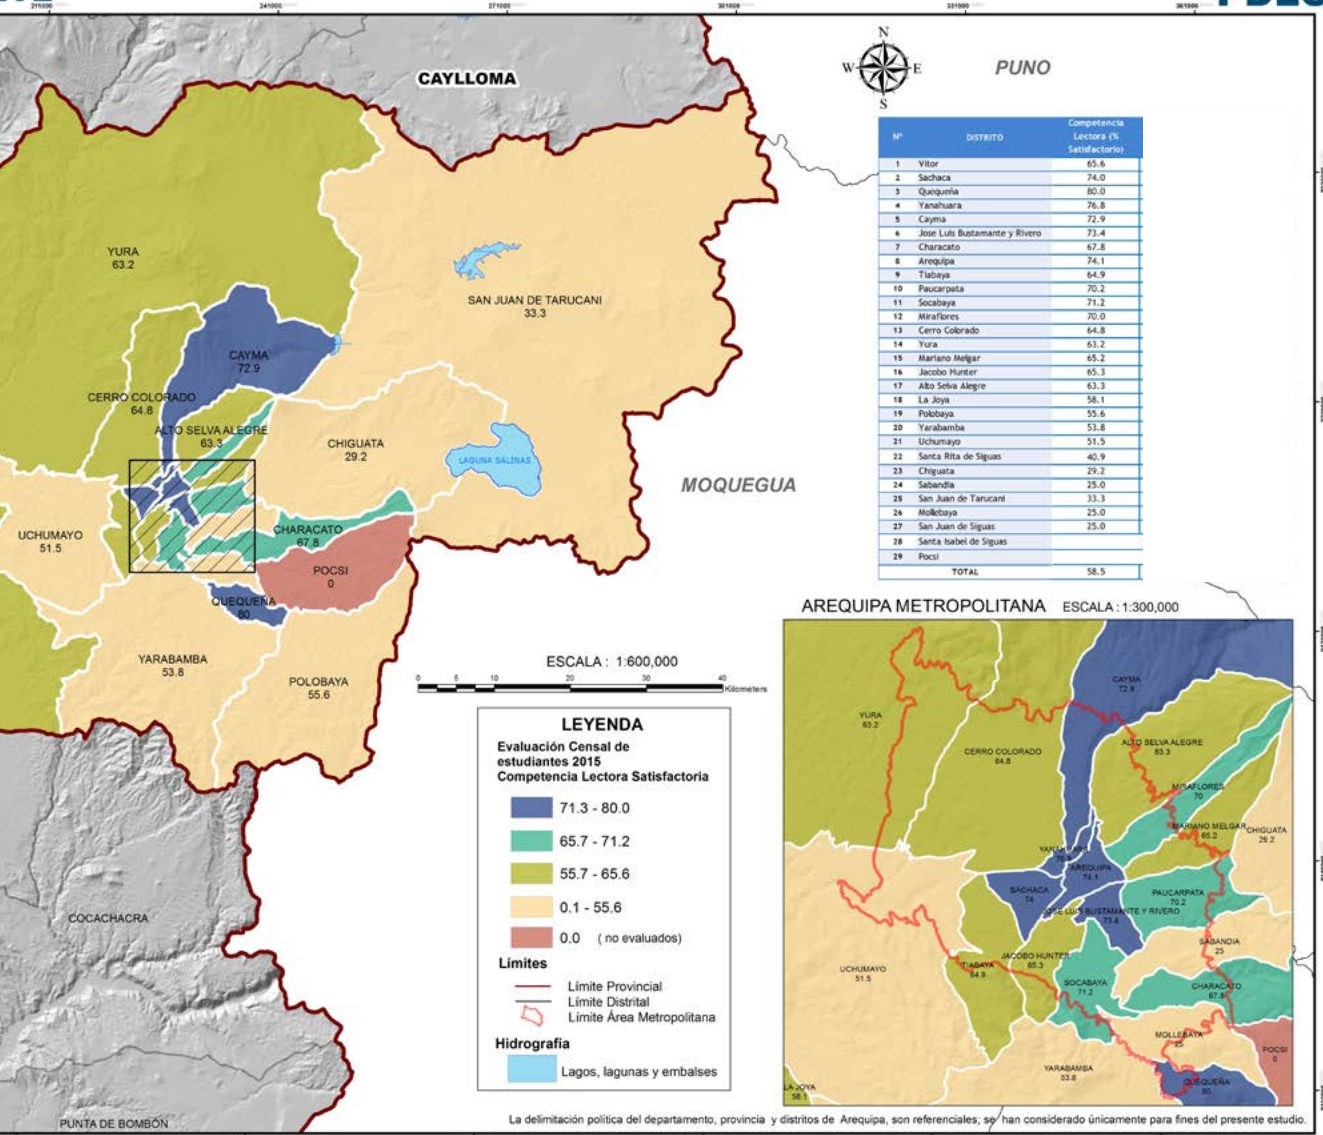 211000 241000 271000 301000 331000 361000
CAYLLOMA
N
W E
S
PUNO
YURA
63.2
SAN JUAN DE TARUCANI
33.3
CAYMA
72.9
CERRO COLORADO
64.8
ALTO SELVA ALEGRE
63.3
CHIGUATA
29.2
LAGUNA SALINAS
MOQUEGUA
UCHUMAYO
51.5
CHARACATO
67.8
POCSI
0
QUEQUEÑA
80
YARABAMBA
53.8
POLOBAYA
55.6
COCACHACRA
PUNTA DE BOMBÓN
N° DISTRITO Competencia
Lectora (%
Satisfactorio)
1 Vitor 65.6
2 Sachaca 74.0
3 Quequeña 80.0
4 Yanahuara 76.8
5 Cayma 72.9
6 Jose Luis Bustamante y Rivero 73.4
7 Characato 67.8
8 Arequipa 74.1
9 Tiabaya 64.9
10 Paucarpata 70.2
11 Socabaya 71.2
12 Miraflores 70.0
13 Cerro Colorado 64.8
14 Yura 63.2
15 Mariano Melgar 65.2
16 Jacobo Hunter 65.3
17 Alto Selva Alegre 63.3
18 La Joya 58.1
19 Polobaya 55.6
20 Yarabamba 53.8
21 Uchumayo 51.5
22 Santa Rita de Siguas 40.9
23 Chiguata 29.2
24 Sabandia 25.0
25 San Juan de Tarucani 33.3
26 Mollebaya 25.0
27 San Juan de Siguas 25.0
28 Santa Isabel de Siguas
29 Pocsi
TOTAL 58.5
ESCALA : 1:600,000
0 5 10 20 30 40
Kilometers
LEYENDA
Evaluación Censal de
estudiantes 2015
Competencia Lectora Satisfactoria
71.3 - 80.0
65.7 - 71.2
55.7 - 65.6
0.1 - 55.6
0.0 ( no evaluados)
Límites
Límite Provincial
Límite Distrital
Límite Área Metropolitana
Hidrografía
Lagos, lagunas y embalses
AREQUIPA METROPOLITANA ESCALA : 1:300,000
CAYMA
72.9
YURA
63.2
CERRO COLORADO
64.8
ALTO SELVA ALEGRE
63.3
MIRAFLORES
70
MARIANO MELGAR
65.2
CHIGUATA
29.2
AREQUIPA
74.1
SACHACA
74
PAUCARPATA
70.2
JOSE LUIS BUSTAMANTE Y RIVERO
73.4
SABANDIA
25
JACOBO HUNTER
65.3
TIABAYA
64.9
UCHUMAYO
51.5
SOCABAYA
71.2
CHARACATO
67.8
MOLLEBAYA
25
POCSI
0
YARABAMBA
53.8
QUEQUEÑA
80
LA JOYA
58.1
La delimitación política del departamento, provincia y distritos de Arequipa, son referenciales; se han considerado únicamente para fines del presente estudio.